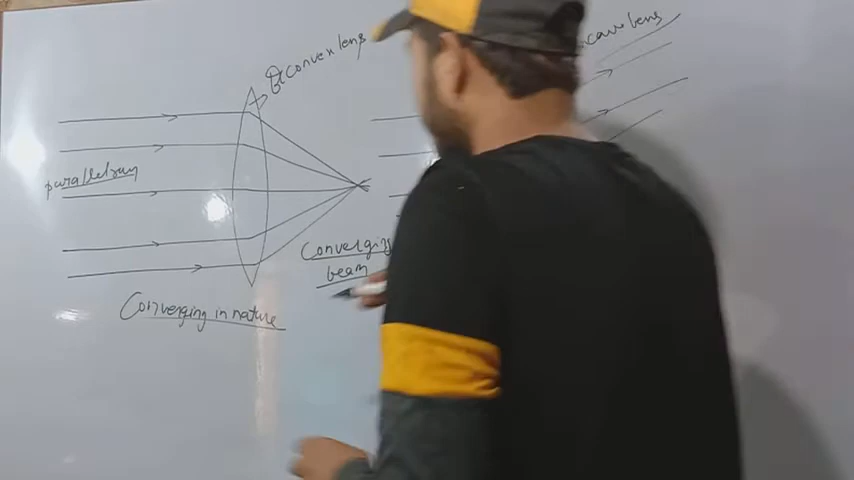 convex lens
cave lens
parallel ray
Converging
beam
Converging in nature